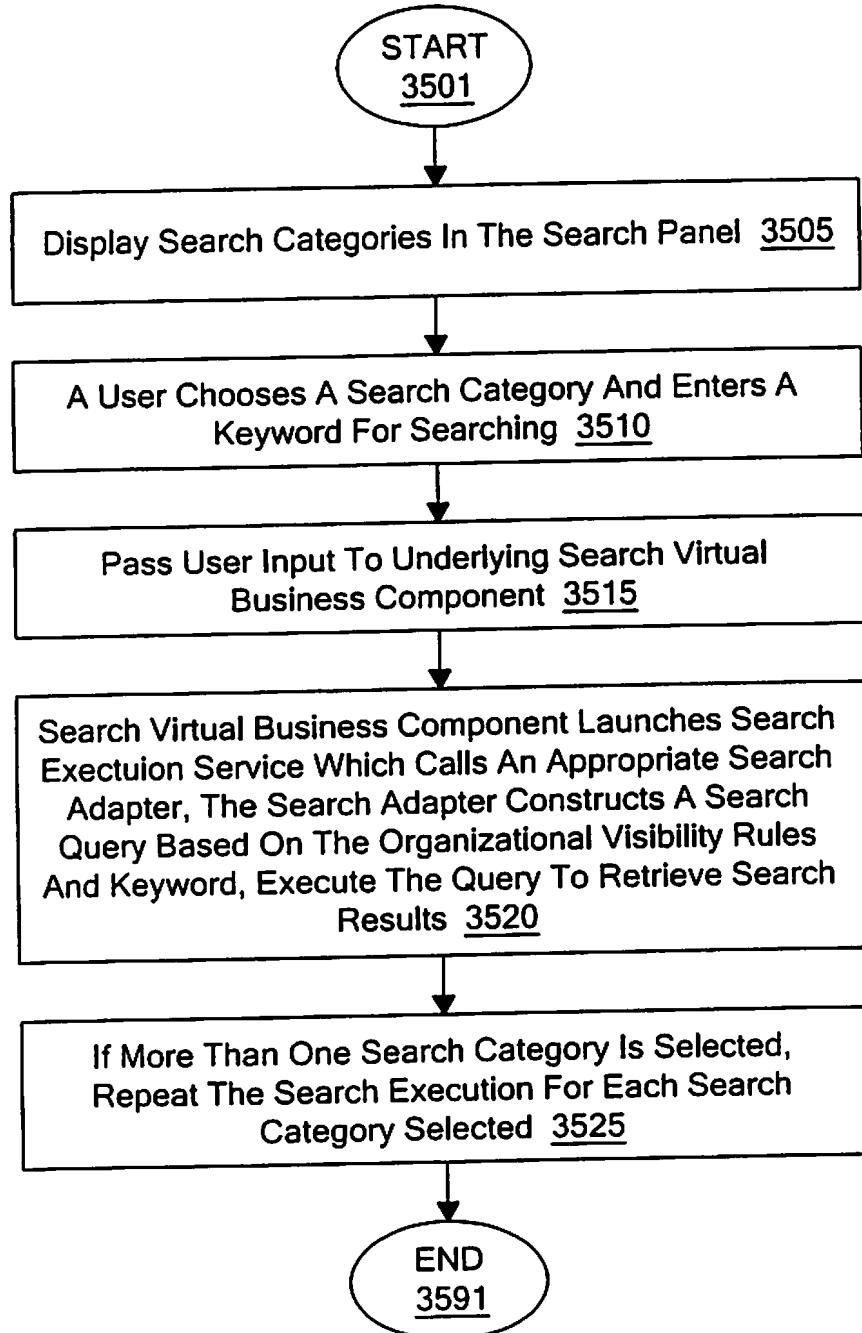 START
3501
Display Search Categories In The Search Panel 3505
A User Chooses A Search Category And Enters A
Keyword For Searching 3510
Pass User Input To Underlying Search Virtual
Business Component 3515
Search Virtual Business Component Launches Search
Exectuion Service Which Calls An Appropriate Search
Adapter, The Search Adapter Constructs A Search
Query Based On The Organizational Visibility Rules
And Keyword, Execute The Query To Retrieve Search
Results 3520
If More Than One Search Category Is Selected,
Repeat The Search Execution For Each Search
Category Selected 3525
END
3591